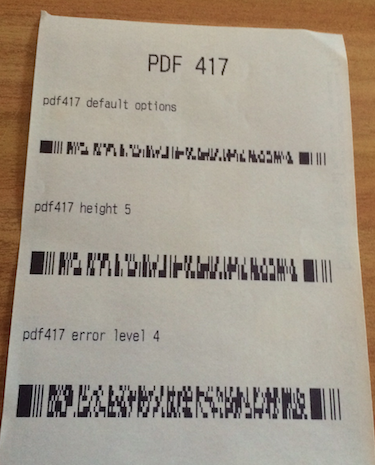 PDF 417
pdf417 default options
pdf417 height 5
pdf417 error level 4